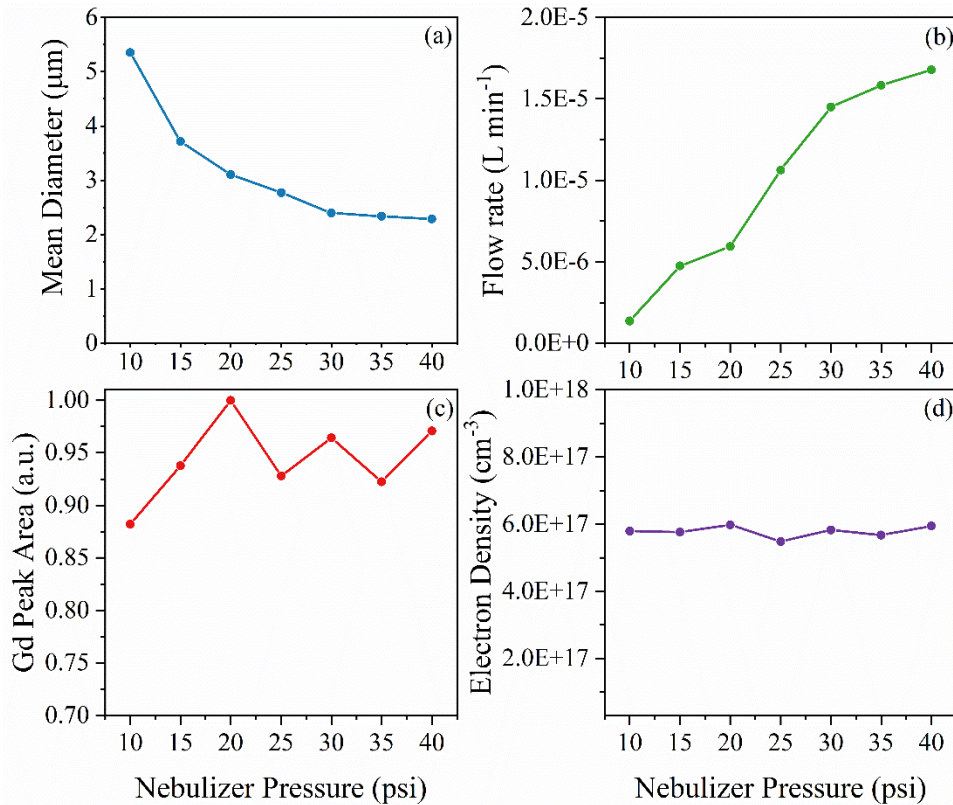 (a)
Mean Diameter (µm)
6
5
4
3
2
1
0
10 15 20 25 30 35 40
(b)
Flow rate (L min⁻¹)
2.0E-5
1.5E-5
1.0E-5
5.0E-6
0.0E+0
10 15 20 25 30 35 40
(c)
Gd Peak Area (a.u.)
1.00
0.95
0.90
0.85
0.80
0.75
0.70
10 15 20 25 30 35 40
Nebulizer Pressure (psi)
(d)
Electron Density (cm⁻³)
1.0E+18
8.0E+17
6.0E+17
4.0E+17
2.0E+17
10 15 20 25 30 35 40
Nebulizer Pressure (psi)